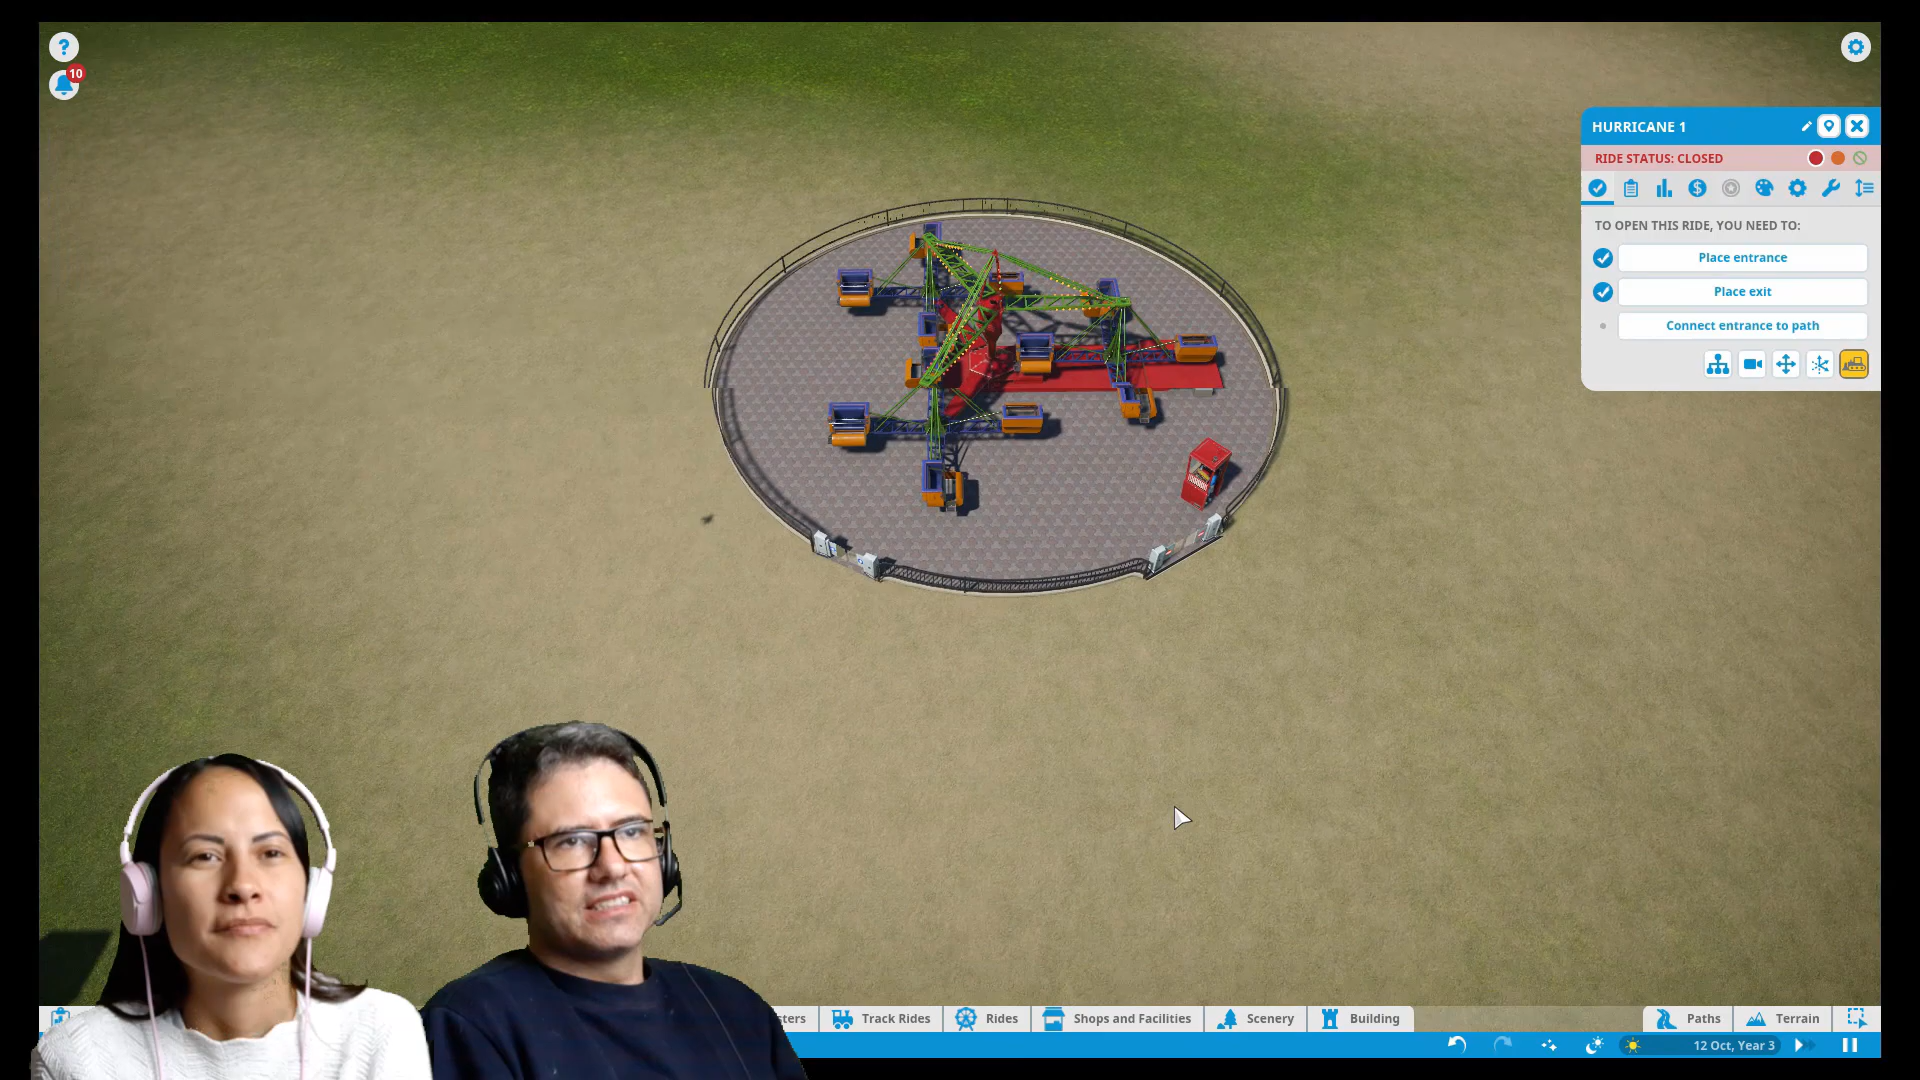 ?
10
HURRICANE 1
RIDE STATUS: CLOSED
TO OPEN THIS RIDE, YOU NEED TO:
Place entrance
Place exit
Connect entrance to path
sters
Track Rides
Rides
Shops and Facilities
Scenery
Building
Paths
Terrain
12 Oct, Year 3